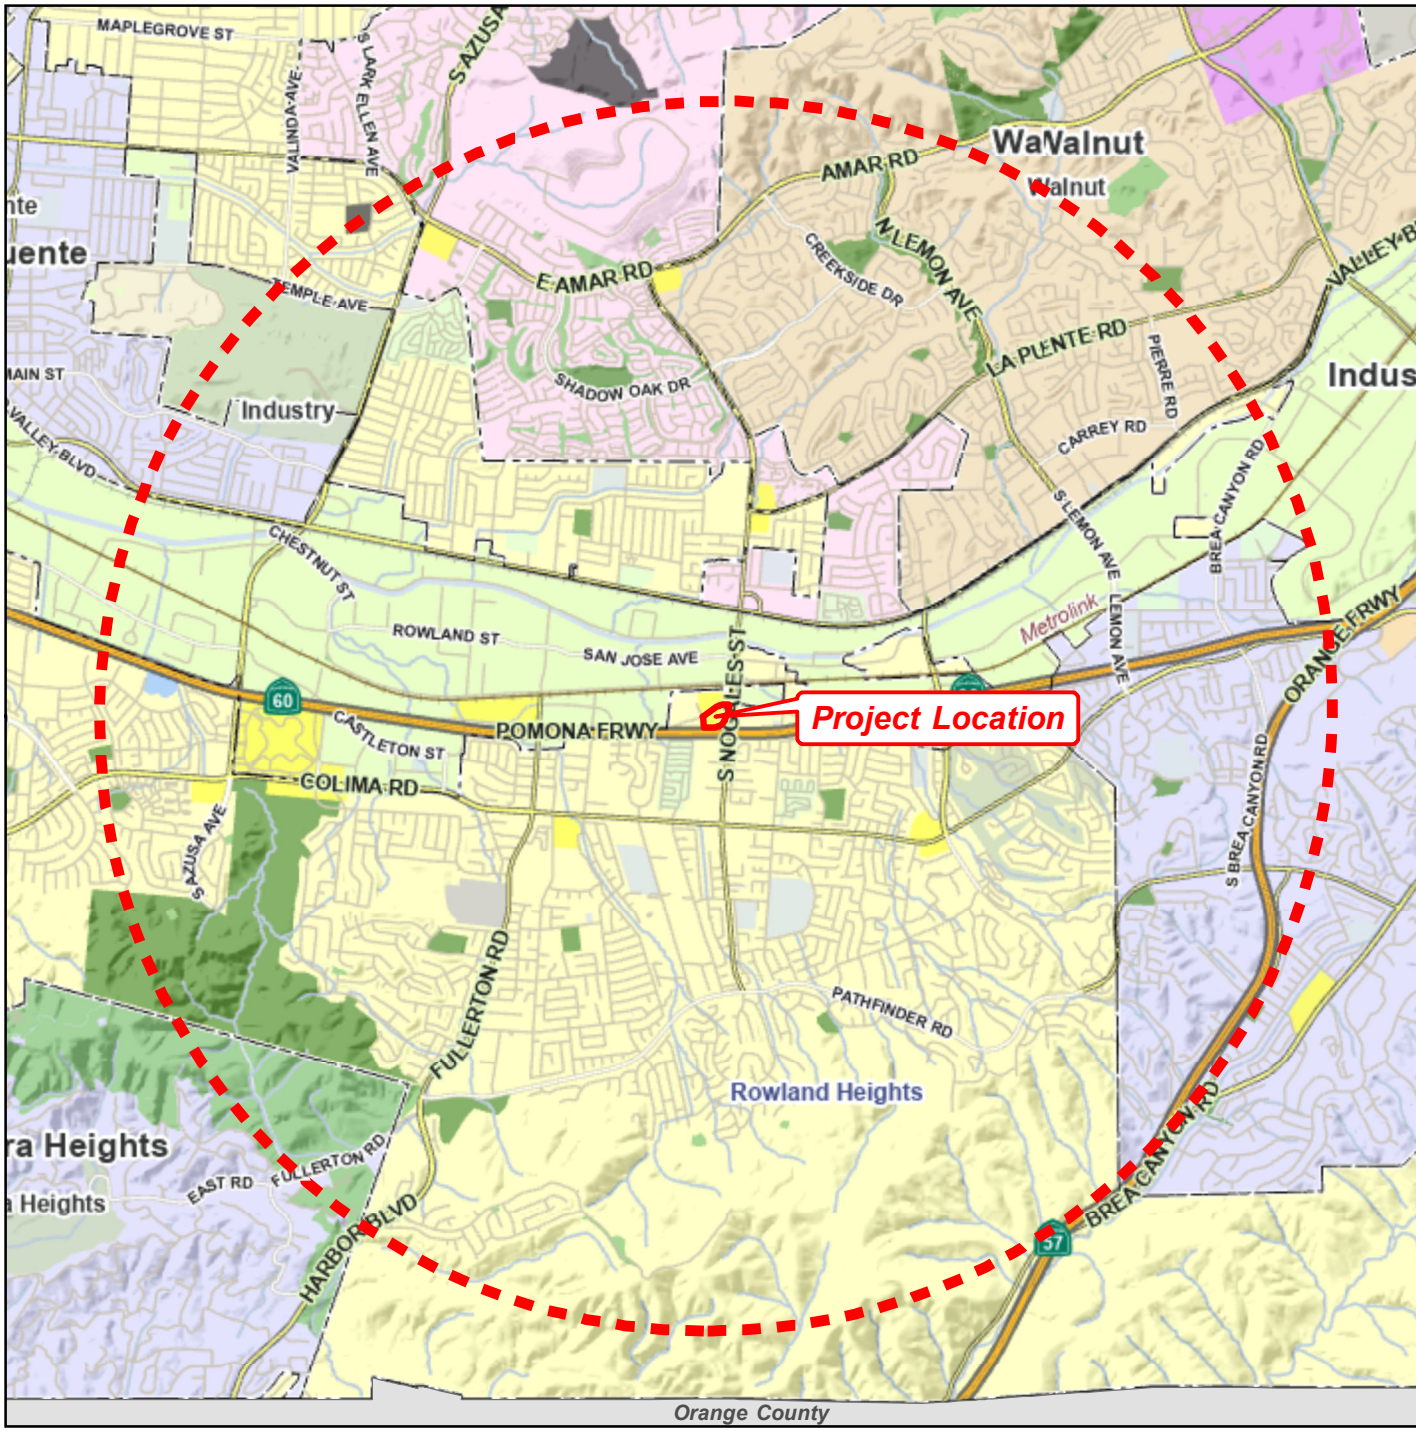 MAPLEGROVE ST
S AZUSA
VALINDA AVE
S LARK ELLEN AVE
WaWalnut
Walnut
AMAR RD
N LEMON AVE
CREEKSIDE DR
E AMAR RD
VALLEY B
nte
uente
TEMPLE AVE
LA PUENTE RD
PIERRE RD
Indus
MAIN ST
SHADOW OAK DR
Industry
VALLEY BLVD
CARREY RD
BREA CANYON RD
S LEMON AVE
CHESTNUT ST
LEMON AVE
Metrolink
ROWLAND ST
SAN JOSE AVE
S NOGALES ST
ORANGE FRWY
60
Project Location
POMONA FRWY
CASTLETON ST
COLIMA RD
S BREA CANYON RD
S AZUSA AVE
FULLERTON RD
PATHFINDER RD
Rowland Heights
ra Heights
a Heights
EAST RD
FULLERTON RD
BREA CANYON RD
HARBOR BLVD
57
Orange County